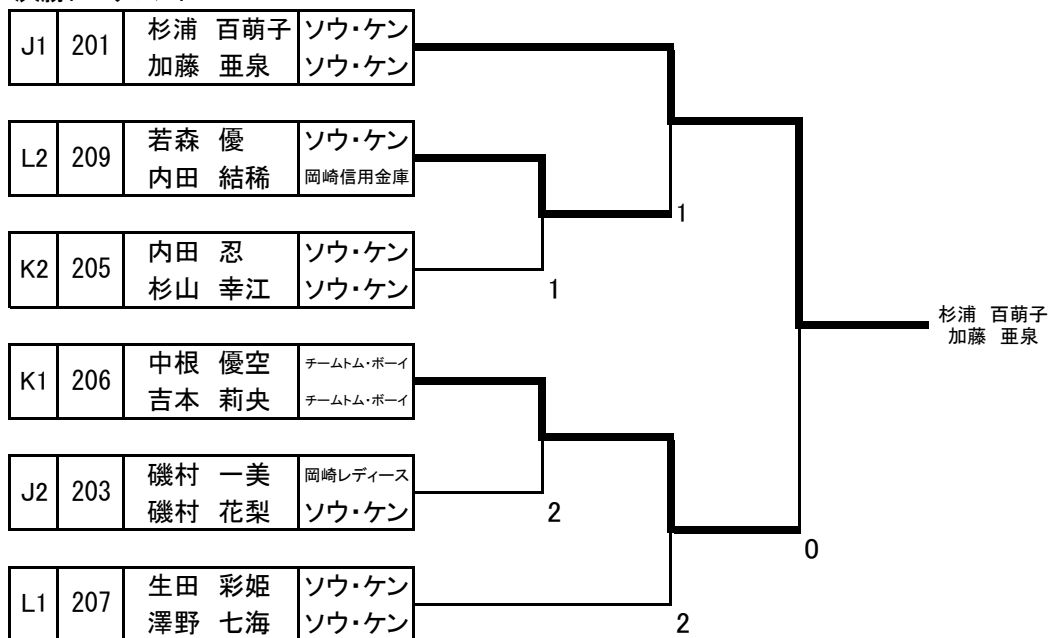 J1 201 杉浦 百萌子 ソウ・ケン
加藤 亜泉 ソウ・ケン
L2 209 若森 優 ソウ・ケン
内田 結稀 岡崎信用金庫
1
K2 205 内田 忍 ソウ・ケン
杉山 幸江 ソウ・ケン
1
杉浦 百萌子
加藤 亜泉
K1 206 中根 優空 チームトム・ボーイ
吉本 莉央 チームトム・ボーイ
J2 203 磯村 一美 岡崎レディース
磯村 花梨 ソウ・ケン
2
0
L1 207 生田 彩姫 ソウ・ケン
澤野 七海 ソウ・ケン
2